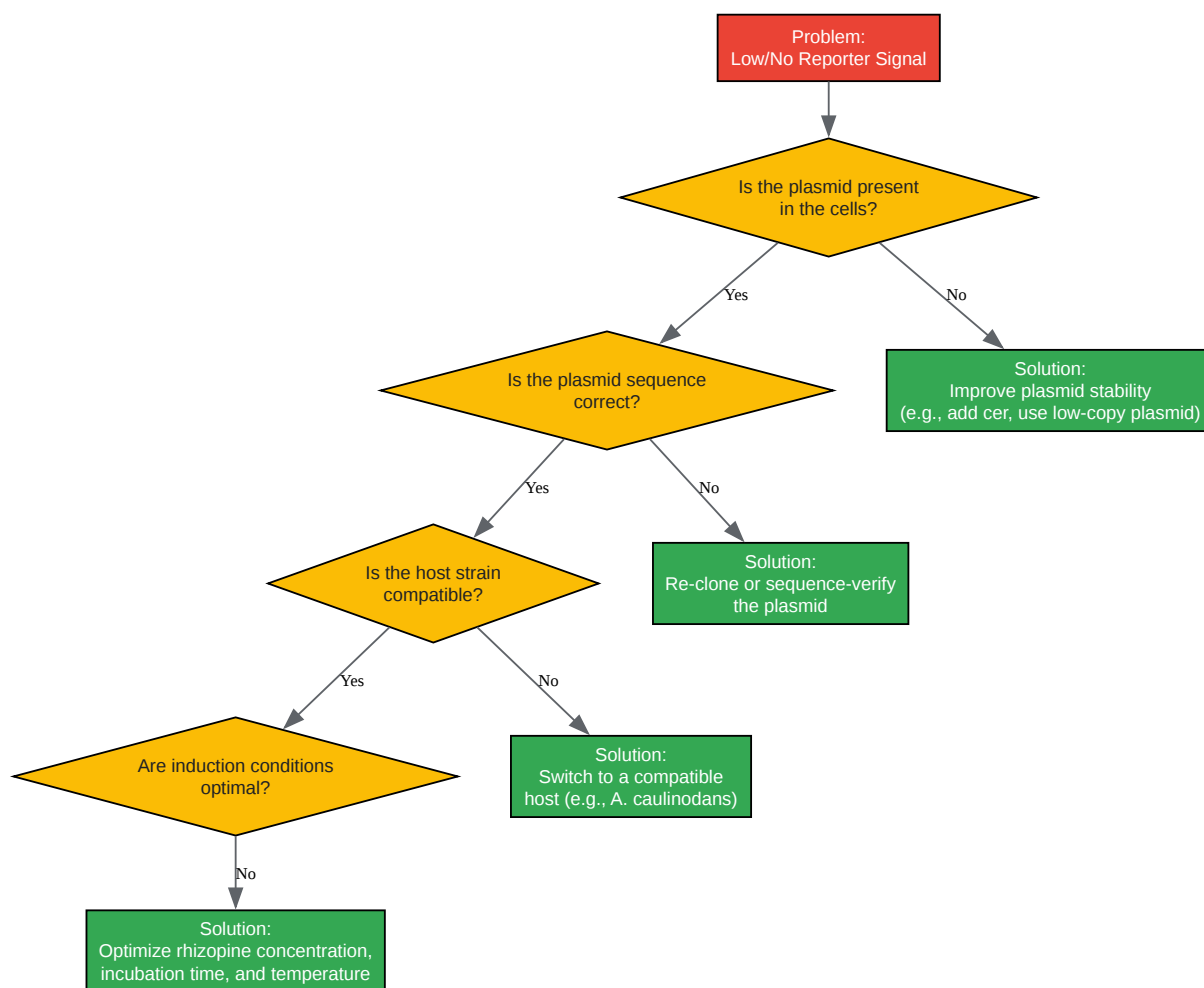 Problem:
Low/No Reporter Signal
Is the plasmid present
in the cells?
Yes
No
Is the plasmid sequence
correct?
Solution:
Improve plasmid stability
(e.g., add cer, use low-copy plasmid)
Yes
No
Is the host strain
compatible?
Solution:
Re-clone or sequence-verify
the plasmid
Yes
No
Are induction conditions
optimal?
Solution:
Switch to a compatible
host (e.g., A. caulinodans)
No
Solution:
Optimize rhizopine concentration,
incubation time, and temperature